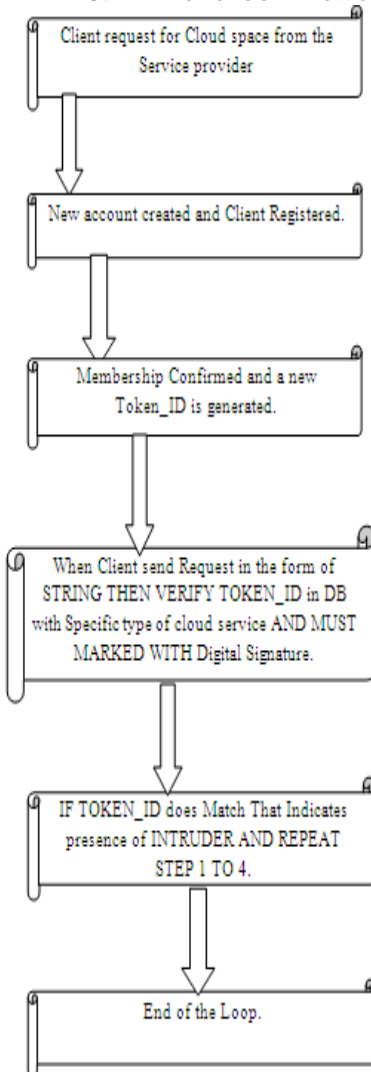 Client request for Cloud space from the
Service provider
New account created and Client Registered.
Membership Confirmed and a new
Token_ID is generated.
When Client send Request in the form of
STRING THEN VERIFY TOKEN_ID in DB
with Specific type of cloud service AND MUST
MARKED WITH Digital Signature.
IF TOKEN_ID does Match That Indicates
presence of INTRUDER AND REPEAT
STEP 1 TO 4.
End of the Loop.